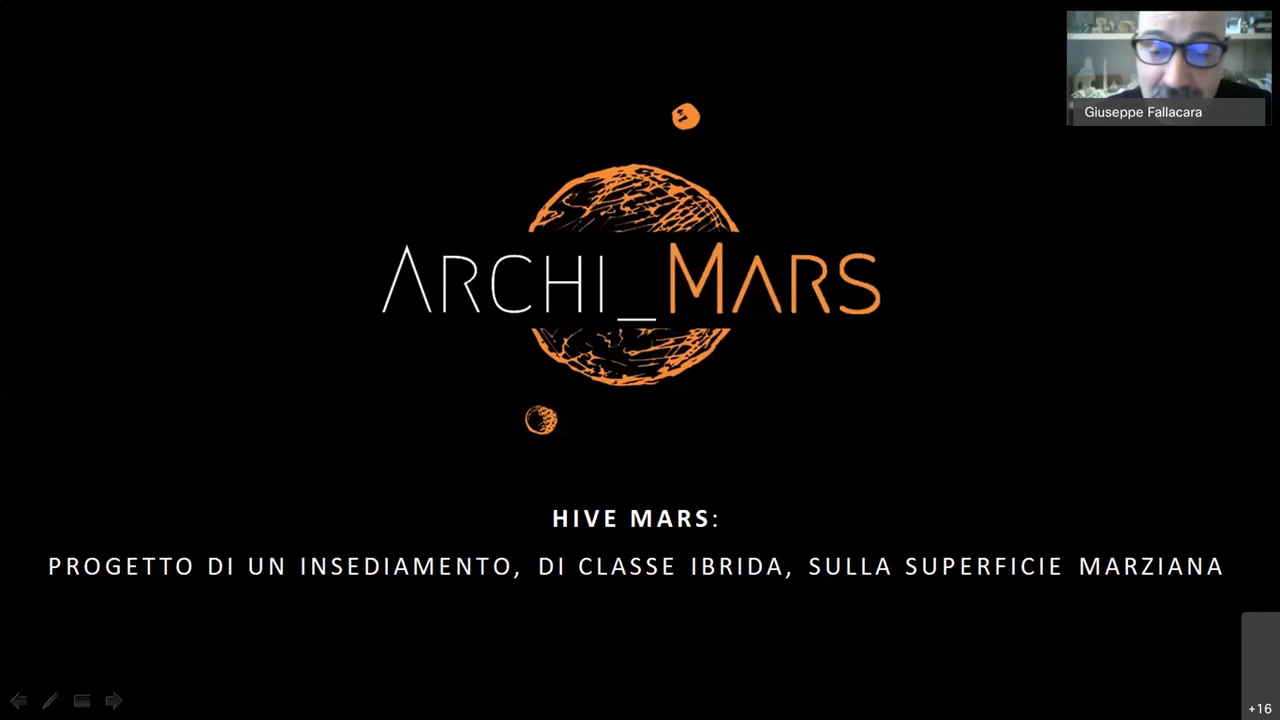 Giuseppe Fallacara
ARCHI_MARS
HIVE MARS:
PROGETTO DI UN INSEDIAMENTO, DI CLASSE IBRIDA, SULLA SUPERFICIE MARZIANA
+16